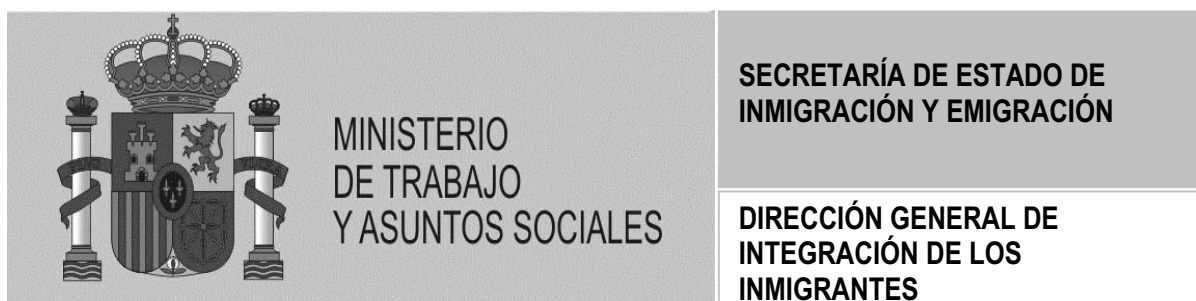 MINISTERIO
DE TRABAJO
Y ASUNTOS SOCIALES
SECRETARÍA DE ESTADO DE
INMIGRACIÓN Y EMIGRACIÓN
DIRECCIÓN GENERAL DE
INTEGRACIÓN DE LOS
INMIGRANTES